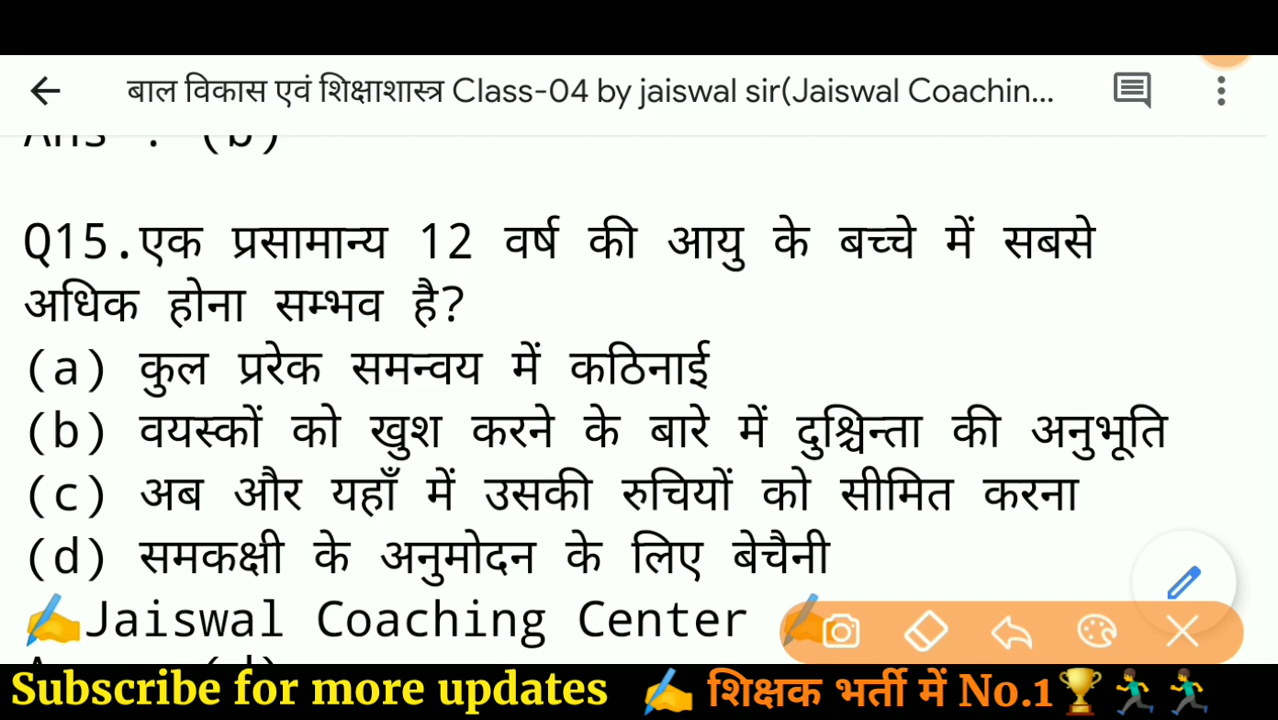 बाल विकास एवं शिक्षाशास्त्र Class-04 by jaiswal sir(Jaiswal Coachin...
Ans : (b)
Q15.एक प्रसामान्य 12 वर्ष की आयु के बच्चे में सबसे
अधिक होना सम्भव है?
(a) कुल प्ररेक समन्वय में कठिनाई
(b) वयस्कों को खुश करने के बारे में दुश्चिन्ता की अनुभूति
(c) अब और यहाँ में उसकी रुचियों को सीमित करना
(d) समकक्षी के अनुमोदन के लिए बेचैनी
✍️Jaiswal Coaching Center ✍️
Subscribe for more updates ✍️ शिक्षक भर्ती में No.1🏆🏃‍♂️🏃‍♂️